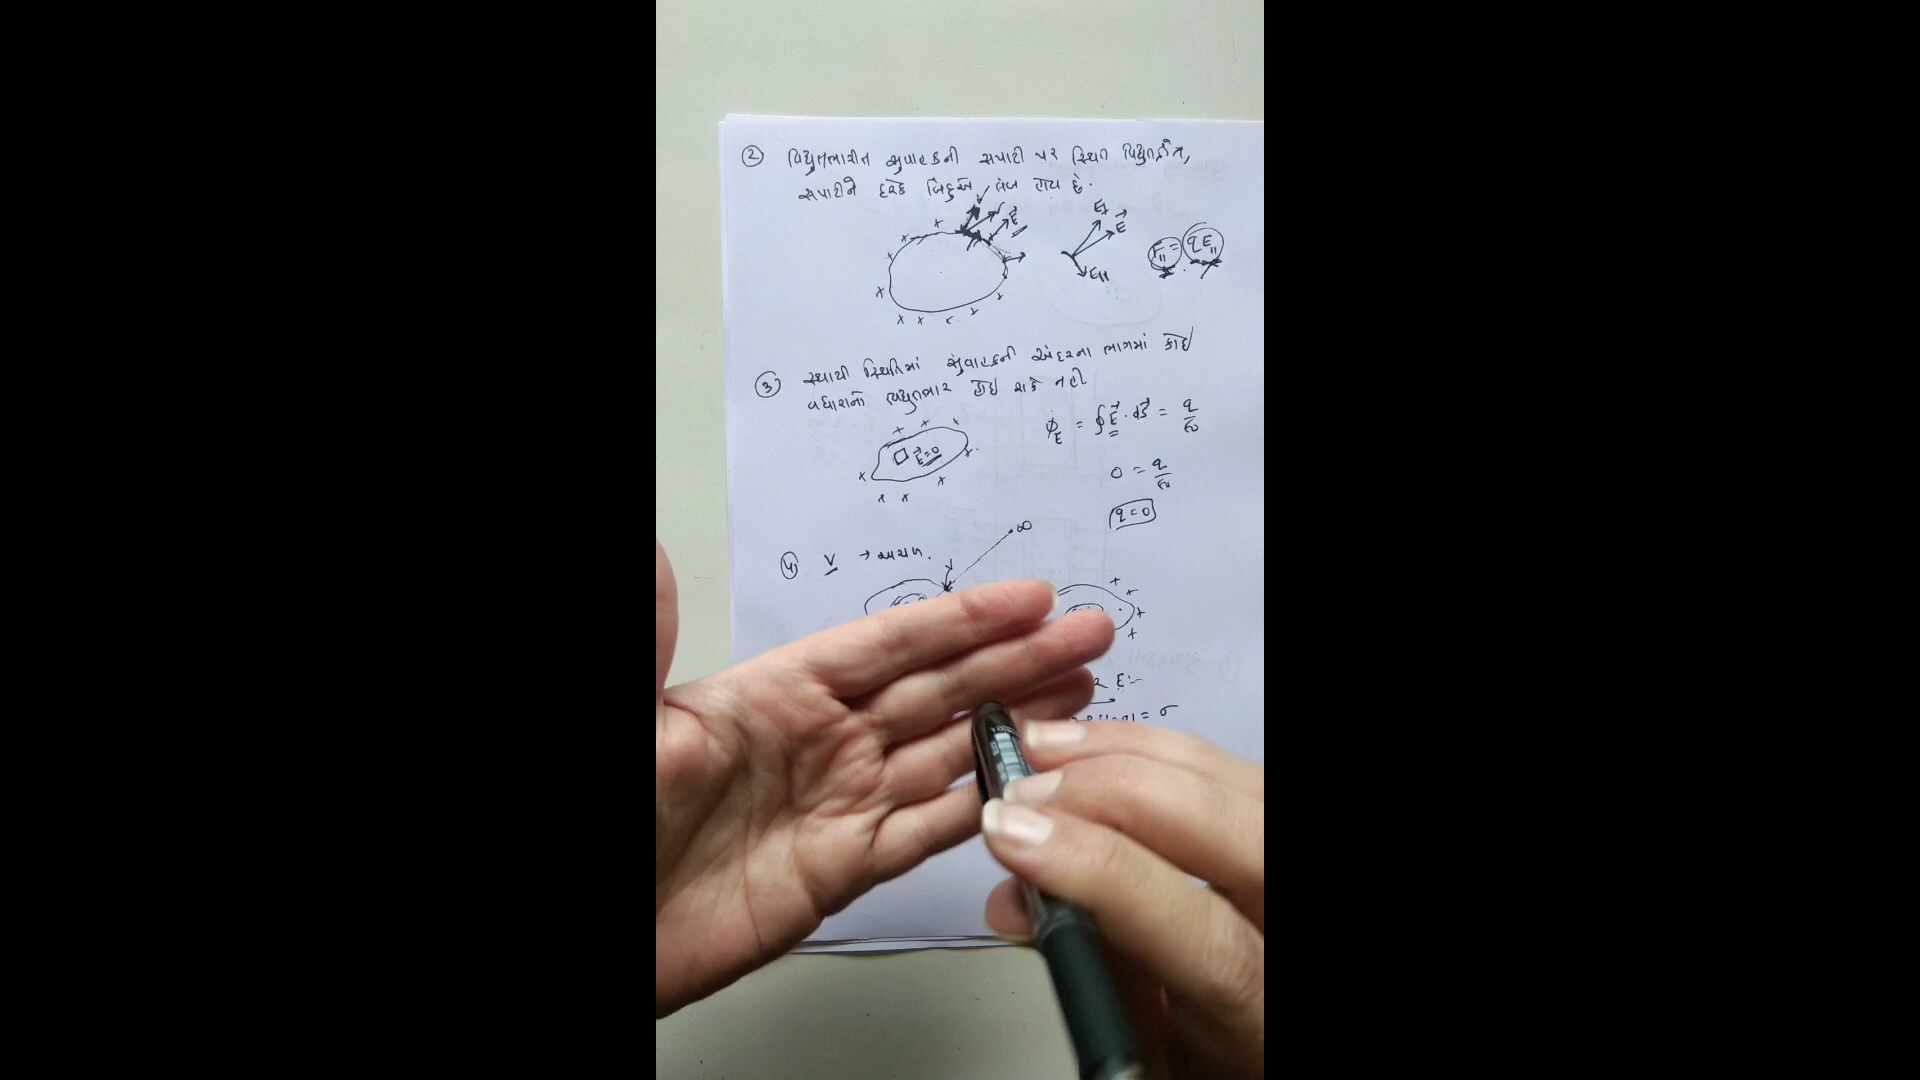 ② વિદ્યુતભારીત સુવાહકની સપાટી પર સ્થિત વિદ્યુતક્ષેત્ર,
સપાટીને દરેક બિંદુએ લંબ હોય છે.
E⊥
E⃗ E⃗
E∥
F∥ = qE∥
③ સ્થાયી સ્થિતિમાં સુવાહકની અંદરના ભાગમાં કોઇ
વધારાનો વિદ્યુતભાર હોઇ શકે નહી
ϕE = ∮E⃗ · dS⃗ = q/ε₀
E⃗=0
0 = q/ε₀
q=0
∞
④ V → અચળ.
V
ર E:-
= σ